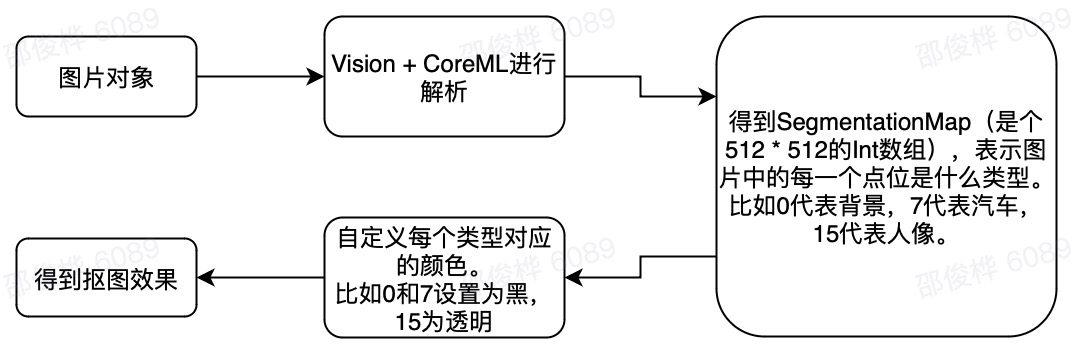 图片对象
Vision + CoreML进行
解析
得到SegmentationMap（是个
512 * 512的Int数组），表示图
片中的每一个点位是什么类型。
比如0代表背景，7代表汽车，
15代表人像。
自定义每个类型对应
的颜色。
比如0和7设置为黑，
15为透明
得到抠图效果
邵俊桦 6089
邵俊桦 6089
邵俊桦 6089
邵俊桦 6089
邵俊桦 6089
邵俊桦 6089